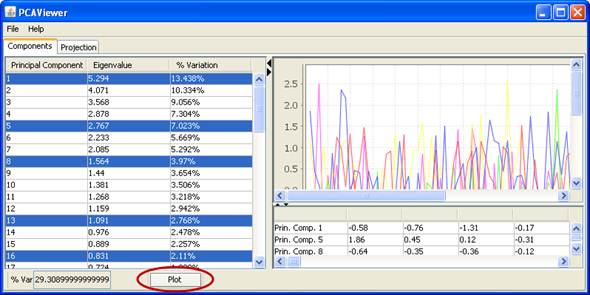 PCAViewer
File Help
Components Projection
Principal Component Eigenvalue % Variation
1 5.294 13.438%
2 4.071 10.334%
3 3.568 9.056%
4 2.878 7.304%
5 2.767 7.023%
6 2.233 5.669%
7 2.085 5.292%
8 1.564 3.97%
9 1.44 3.654%
10 1.381 3.506%
11 1.268 3.218%
12 1.159 2.942%
13 1.091 2.768%
14 0.976 2.478%
15 0.889 2.257%
16 0.831 2.11%
17 0.724
2.5
2.0
1.5
1.0
0.5
0.0
Prin. Comp. 1 -0.58 -0.76 -1.31 -0.17
Prin. Comp. 5 1.86 0.45 0.12 -0.31
Prin. Comp. 8 -0.64 -0.35 -0.36 -0.12
% Var 29.30899999999999
Plot